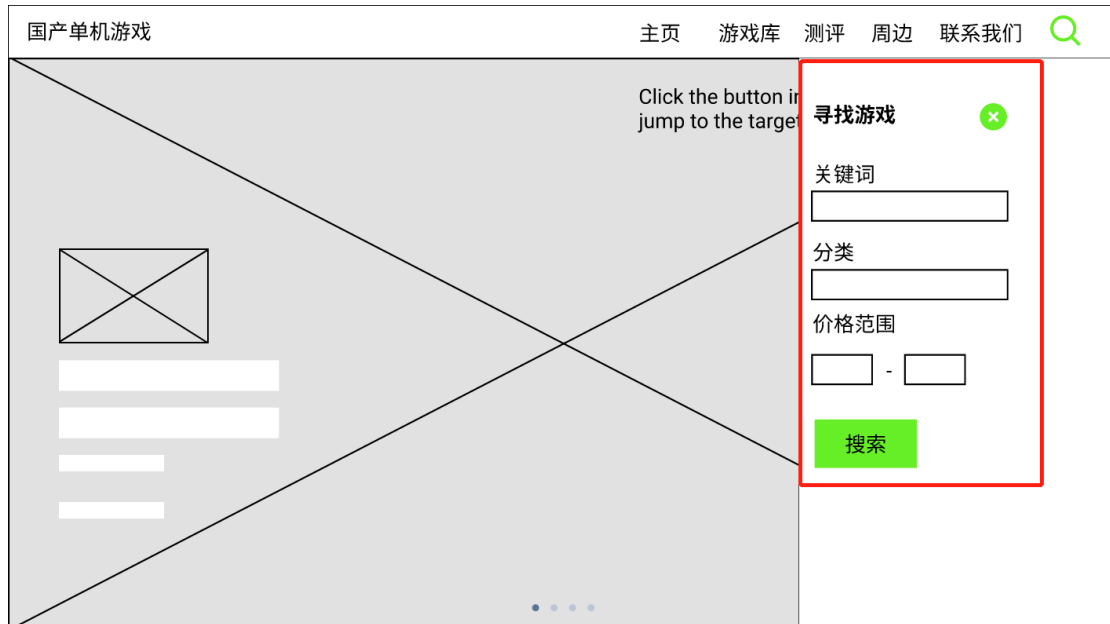 国产单机游戏
主页 游戏库 测评 周边 联系我们
Click the button
jump to the targe
寻找游戏
关键词
分类
价格范围
-
搜索